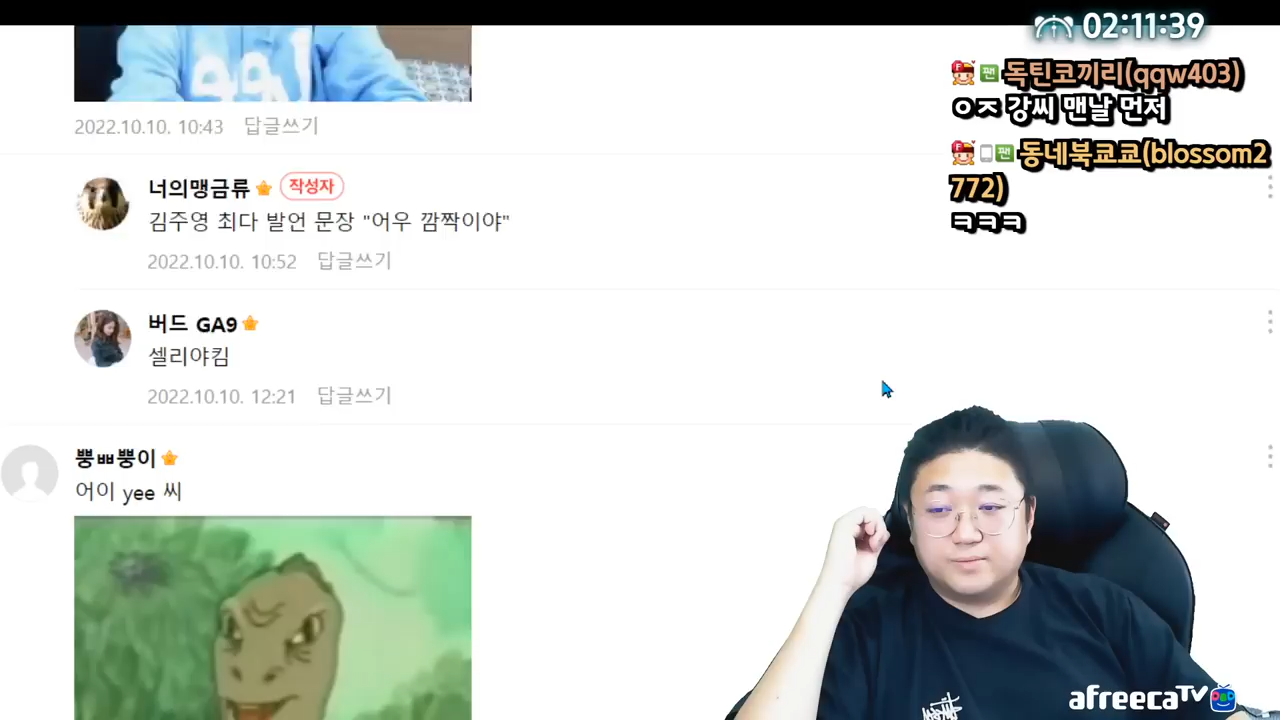 02:11:39
독틴코끼리(qqw403)
ㅇㅈ 강씨 맨날 먼저
동네북쿄쿄(blossom2
772)
ㅋㅋㅋ
2022.10.10. 10:43 답글쓰기
너의맹금류 작성자
김주영 최다 발언 문장 "어우 깜짝이야"
2022.10.10. 10:52 답글쓰기
버드 GA9
셀리야킴
2022.10.10. 12:21 답글쓰기
뿡ㅃ뿡이
어이 yee 씨
afreecaTV